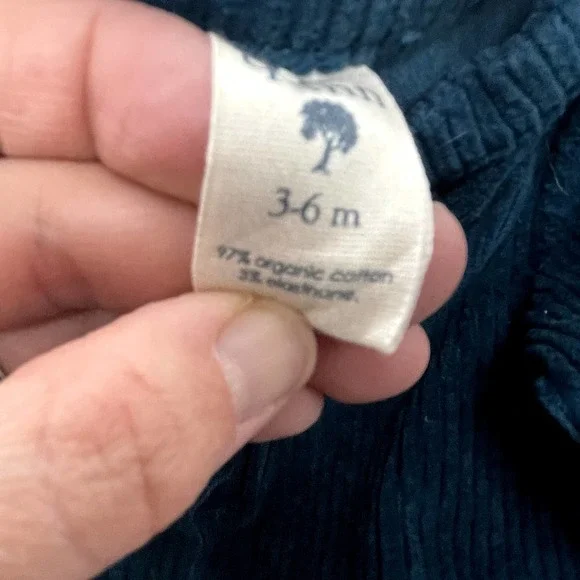 3-6 m
97% organic cotton
3% elasthane.